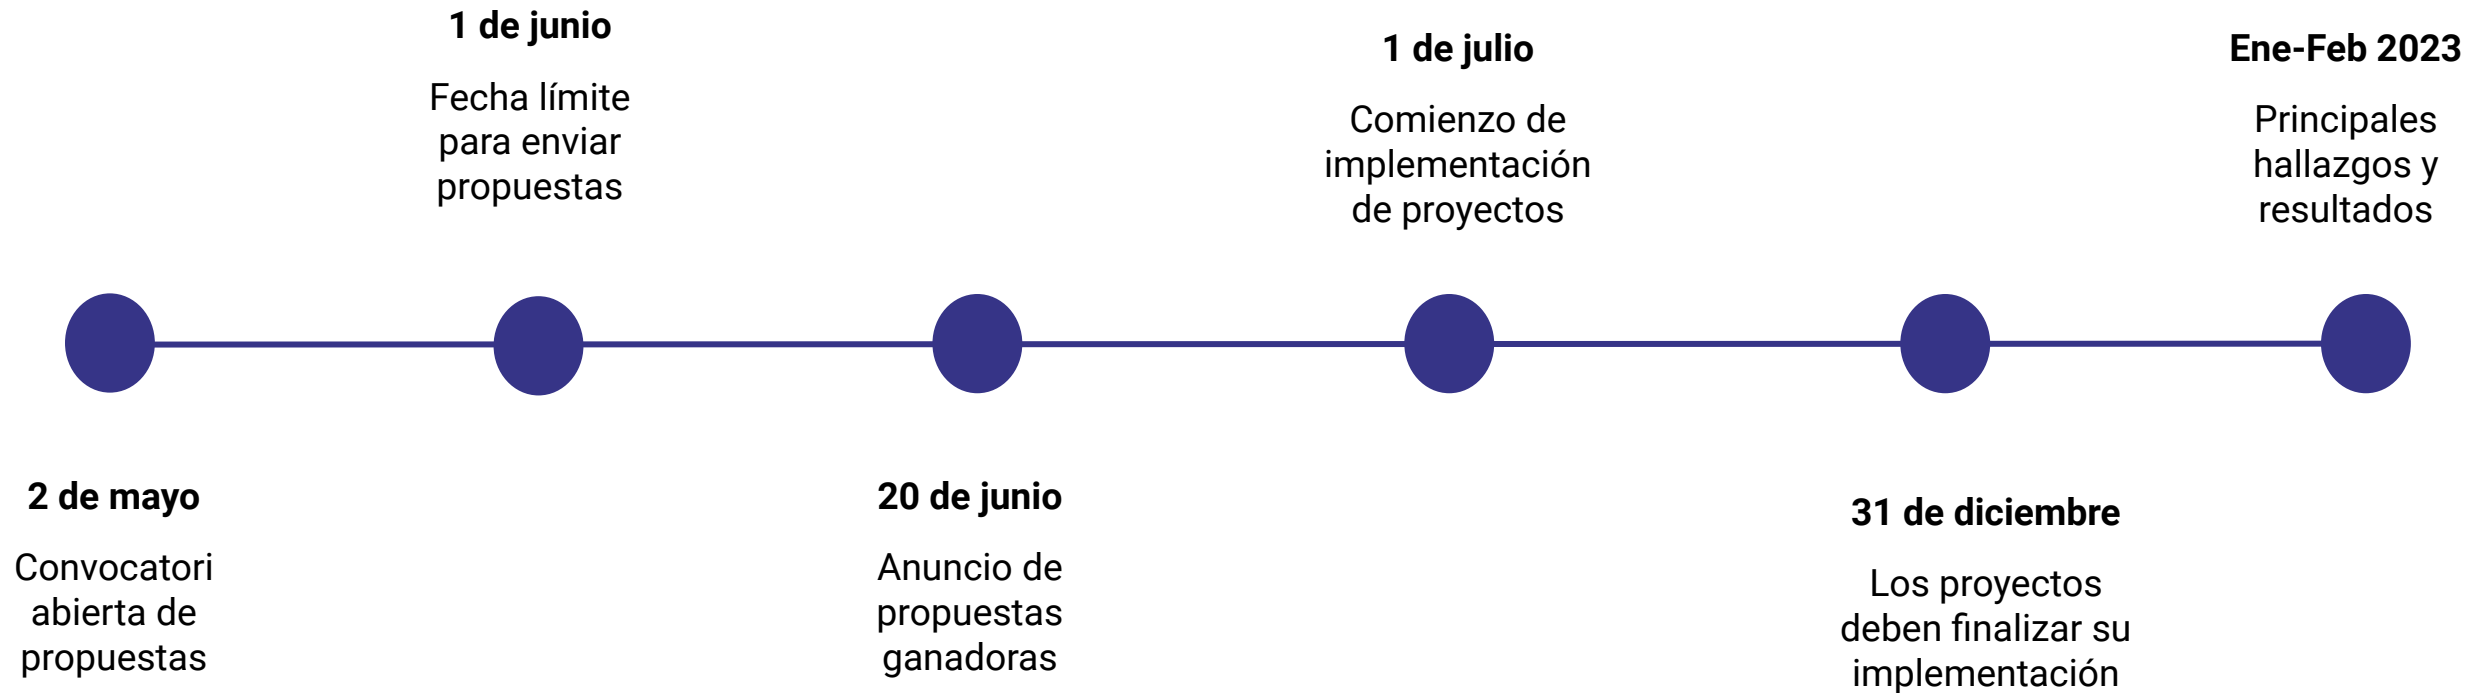 2 de mayo
Convocatori
abierta de
propuestas
1 de junio
Fecha límite
para enviar
propuestas
20 de junio
Anuncio de
propuestas
ganadoras
1 de julio
Comienzo de
implementación
de proyectos
31 de diciembre
Los proyectos
deben finalizar su
implementación
Ene-Feb 2023
Principales
hallazgos y
resultados